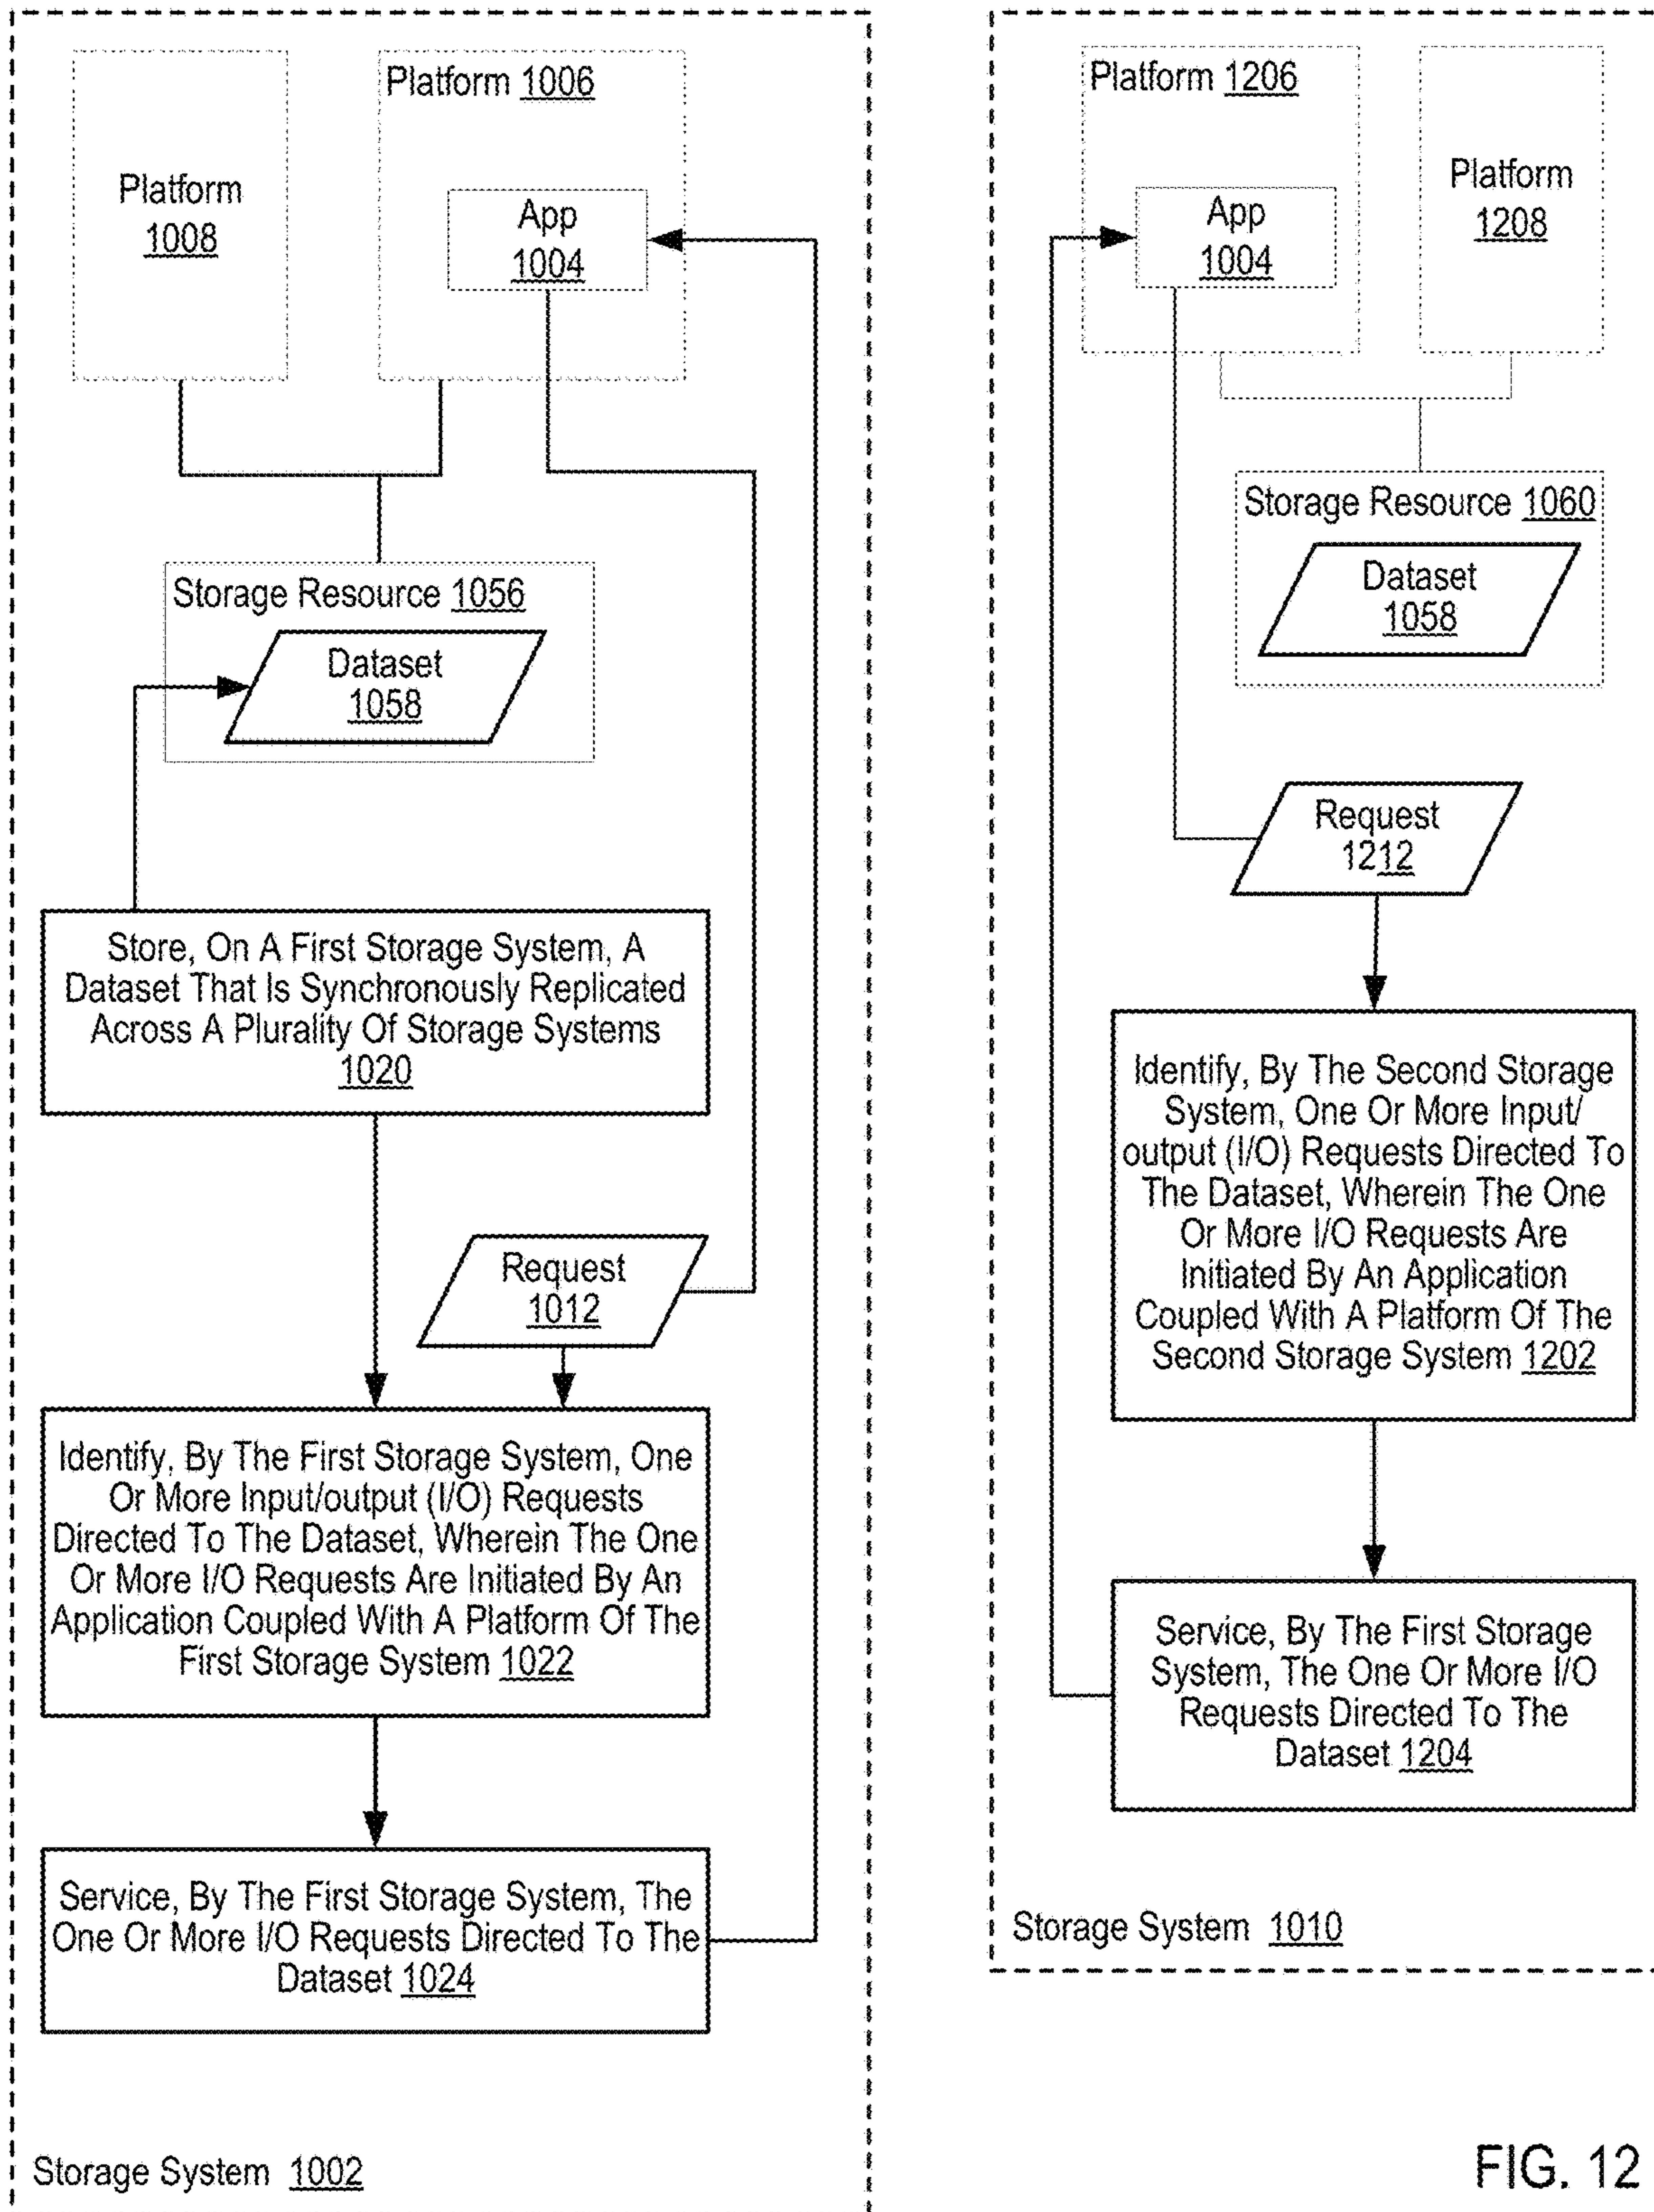 Platform
1008
Platform 1006
App
1004
Storage Resource 1056
Dataset
1058
Store, On A First Storage System, A
Dataset That Is Synchronously Replicated
Across A Plurality Of Storage Systems
1020
Request
1012
Identify, By The First Storage System, One
Or More Input/output (I/O) Requests
Directed To The Dataset, Wherein The One
Or More I/O Requests Are Initiated By An
Application Coupled With A Platform Of The
First Storage System 1022
Service, By The First Storage System, The
One Or More I/O Requests Directed To The
Dataset 1024
Storage System 1002
Platform 1206
App
1004
Platform
1208
Storage Resource 1060
Dataset
1058
Request
1212
Identify, By The Second Storage
System, One Or More Input/
output (I/O) Requests Directed To
The Dataset, Wherein The One
Or More I/O Requests Are
Initiated By An Application
Coupled With A Platform Of The
Second Storage System 1202
Service, By The First Storage
System, The One Or More I/O
Requests Directed To The
Dataset 1204
Storage System 1010
FIG. 12